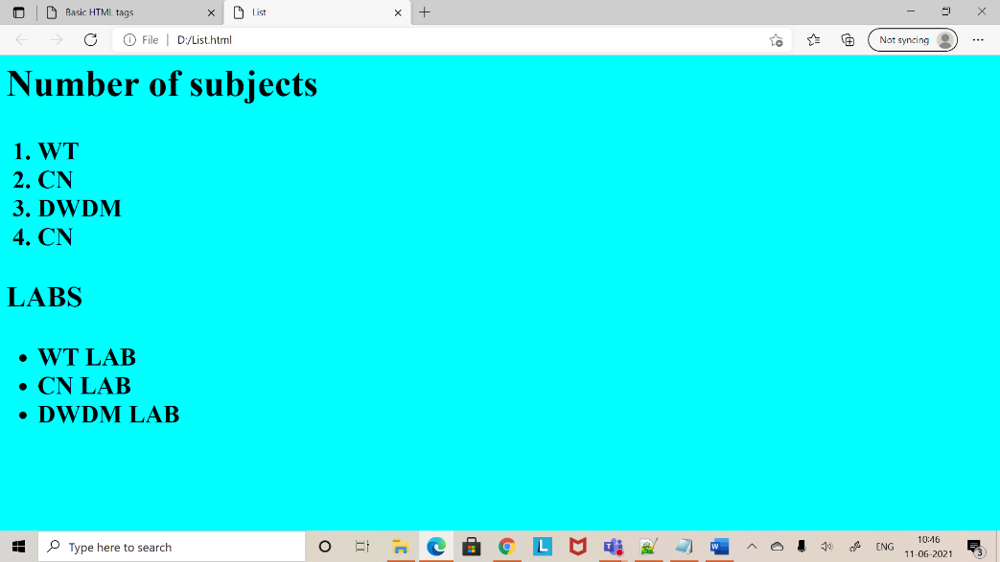 Basic HTML tags
List
File
D:/List.html
Not syncing
Number of subjects
1. WT
2. CN
3. DWDM
4. CN
LABS
• WT LAB
• CN LAB
• DWDM LAB
Type here to search
L
W
ENG
10:46
11-06-2021
3